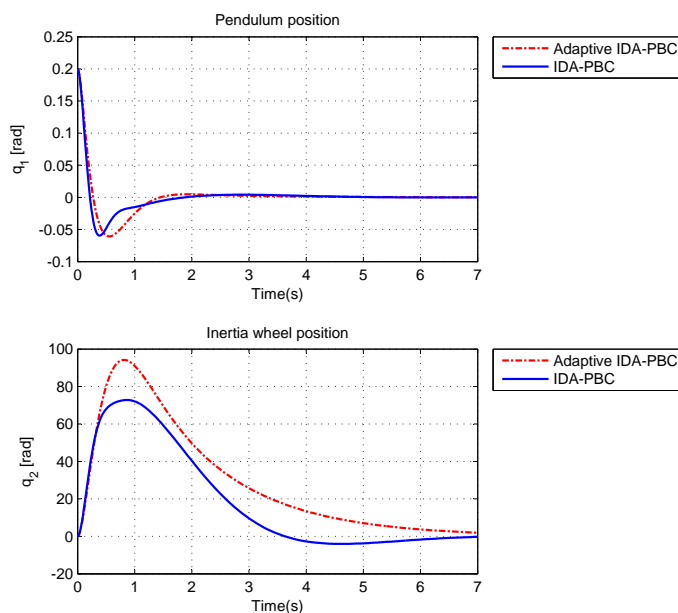 Pendulum position
0.25
0.2
0.15
0.1
0.05
0
-0.05
-0.1
q1 [rad]
0 1 2 3 4 5 6 7
Time(s)
Adaptive IDA-PBC
IDA-PBC
Inertia wheel position
100
80
60
40
20
0
-20
q2 [rad]
0 1 2 3 4 5 6 7
Time(s)
Adaptive IDA-PBC
IDA-PBC